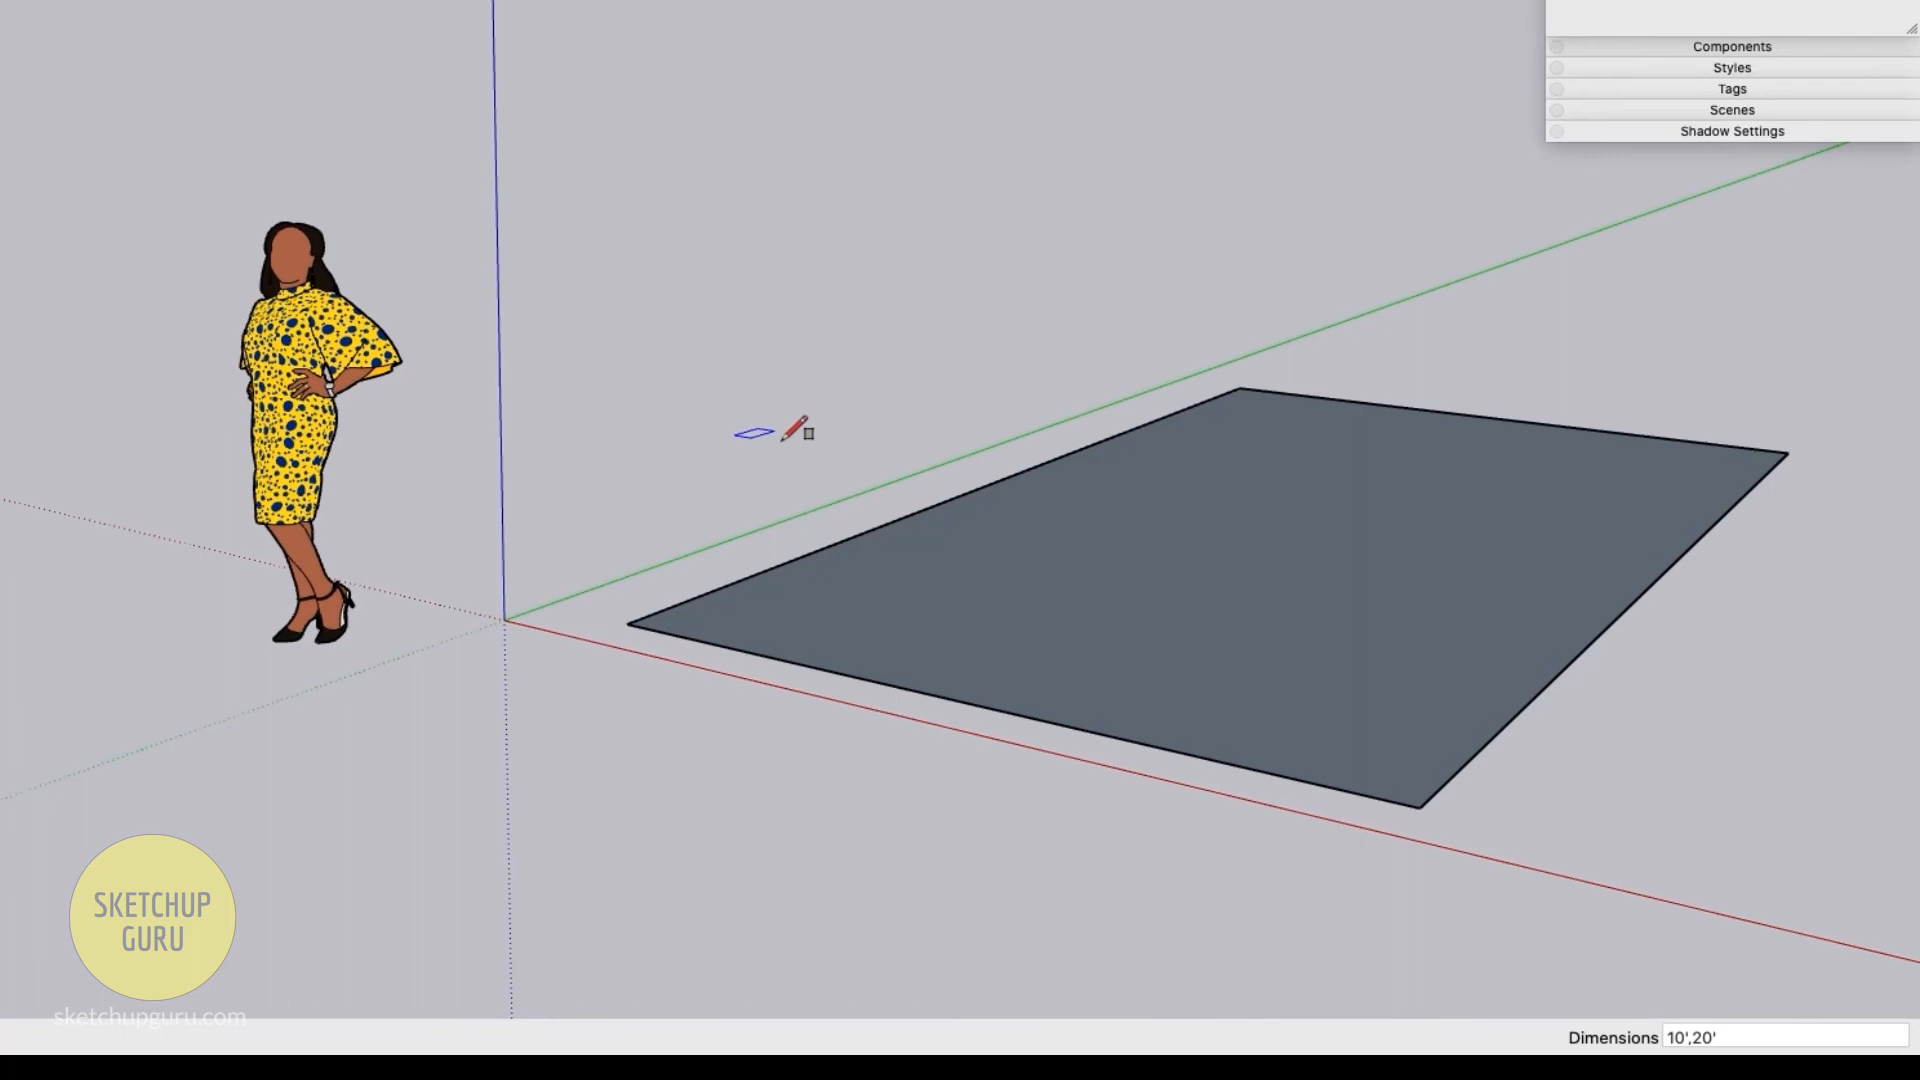 Components
Styles
Tags
Scenes
Shadow Settings
SKETCHUP
GURU
sketchupguru.com
Dimensions 10',20'